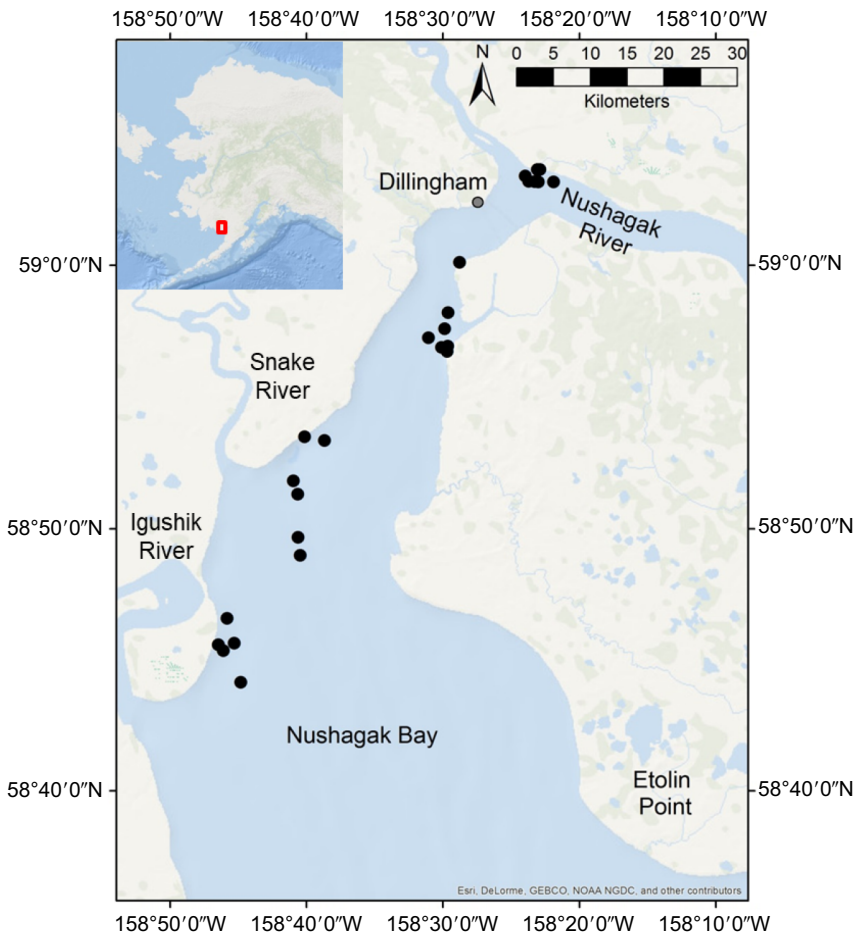 158°50′0″W 158°40′0″W 158°30′0″W 158°20′0″W 158°10′0″W
N
0 5 10 15 20 25 30
Kilometers
Dillingham
Nushagak
River
59°0′0″N
59°0′0″N
Snake
River
Igushik
River
58°50′0″N
58°50′0″N
Nushagak Bay
Etolin
Point
58°40′0″N
58°40′0″N
Esri, DeLorme, GEBCO, NOAA NGDC, and other contributors
158°50′0″W 158°40′0″W 158°30′0″W 158°20′0″W 158°10′0″W